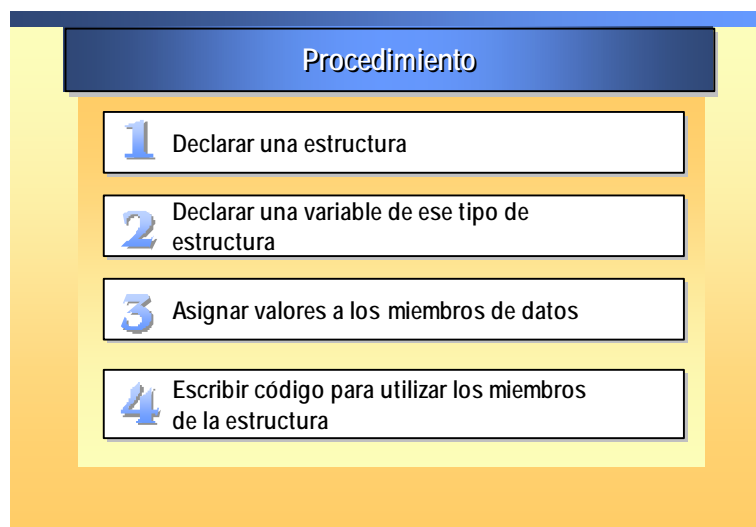 Procedimiento
1 Declarar una estructura
2 Declarar una variable de ese tipo de
estructura
3 Asignar valores a los miembros de datos
4 Escribir código para utilizar los miembros
de la estructura